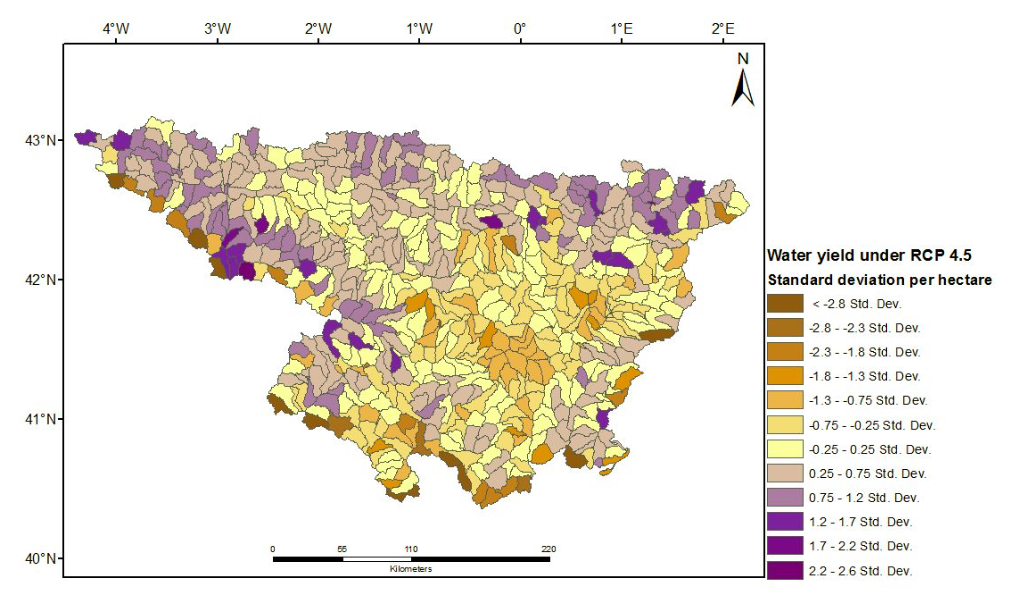 4°W 3°W 2°W 1°W 0° 1°E 2°E
N
43°N
42°N
41°N
40°N
0 55 110 220
Kilometers
Water yield under RCP 4.5
Standard deviation per hectare
< -2.8 Std. Dev.
-2.8 - -2.3 Std. Dev.
-2.3 - -1.8 Std. Dev.
-1.8 - -1.3 Std. Dev.
-1.3 - -0.75 Std. Dev.
-0.75 - -0.25 Std. Dev.
-0.25 - 0.25 Std. Dev.
0.25 - 0.75 Std. Dev.
0.75 - 1.2 Std. Dev.
1.2 - 1.7 Std. Dev.
1.7 - 2.2 Std. Dev.
2.2 - 2.6 Std. Dev.